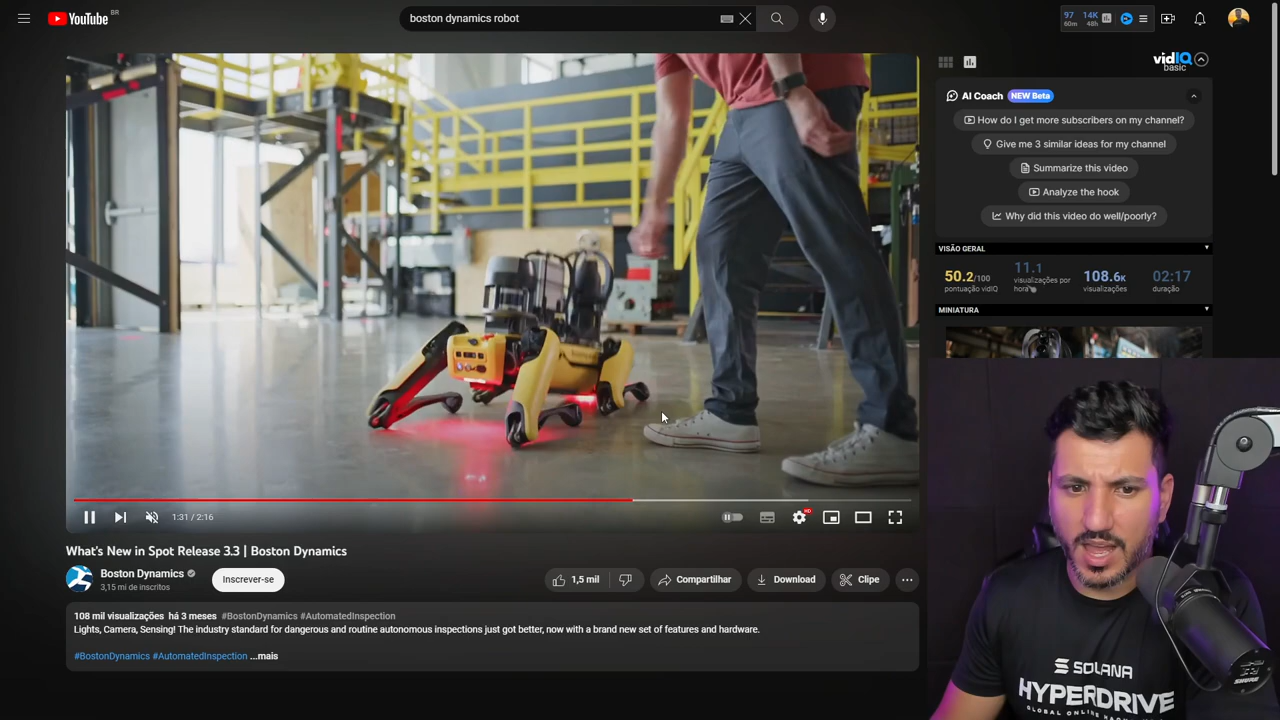 YouTube BR
boston dynamics robot
97 14K
60m 48h
vidIQ
basic
AI Coach NEW Beta
How do I get more subscribers on my channel?
Give me 3 similar ideas for my channel
Summarize this video
Analyze the hook
Why did this video do well/poorly?
VISÃO GERAL
50.2/100 11.1 108.6K 02:17
pontuação vidIQ visualizações por hora visualizações duração
MINIATURA
1:31 / 2:16
HD
What's New in Spot Release 3.3 | Boston Dynamics
Boston Dynamics
3,15 mi de inscritos
Inscrever-se
1,5 mil
Compartilhar
Download
Clipe
108 mil visualizações há 3 meses #BostonDynamics #AutomatedInspection
Lights, Camera, Sensing! The industry standard for dangerous and routine autonomous inspections just got better, now with a brand new set of features and hardware.
#BostonDynamics #AutomatedInspection ...mais
SOLANA
HYPERDRIVE
SHURE